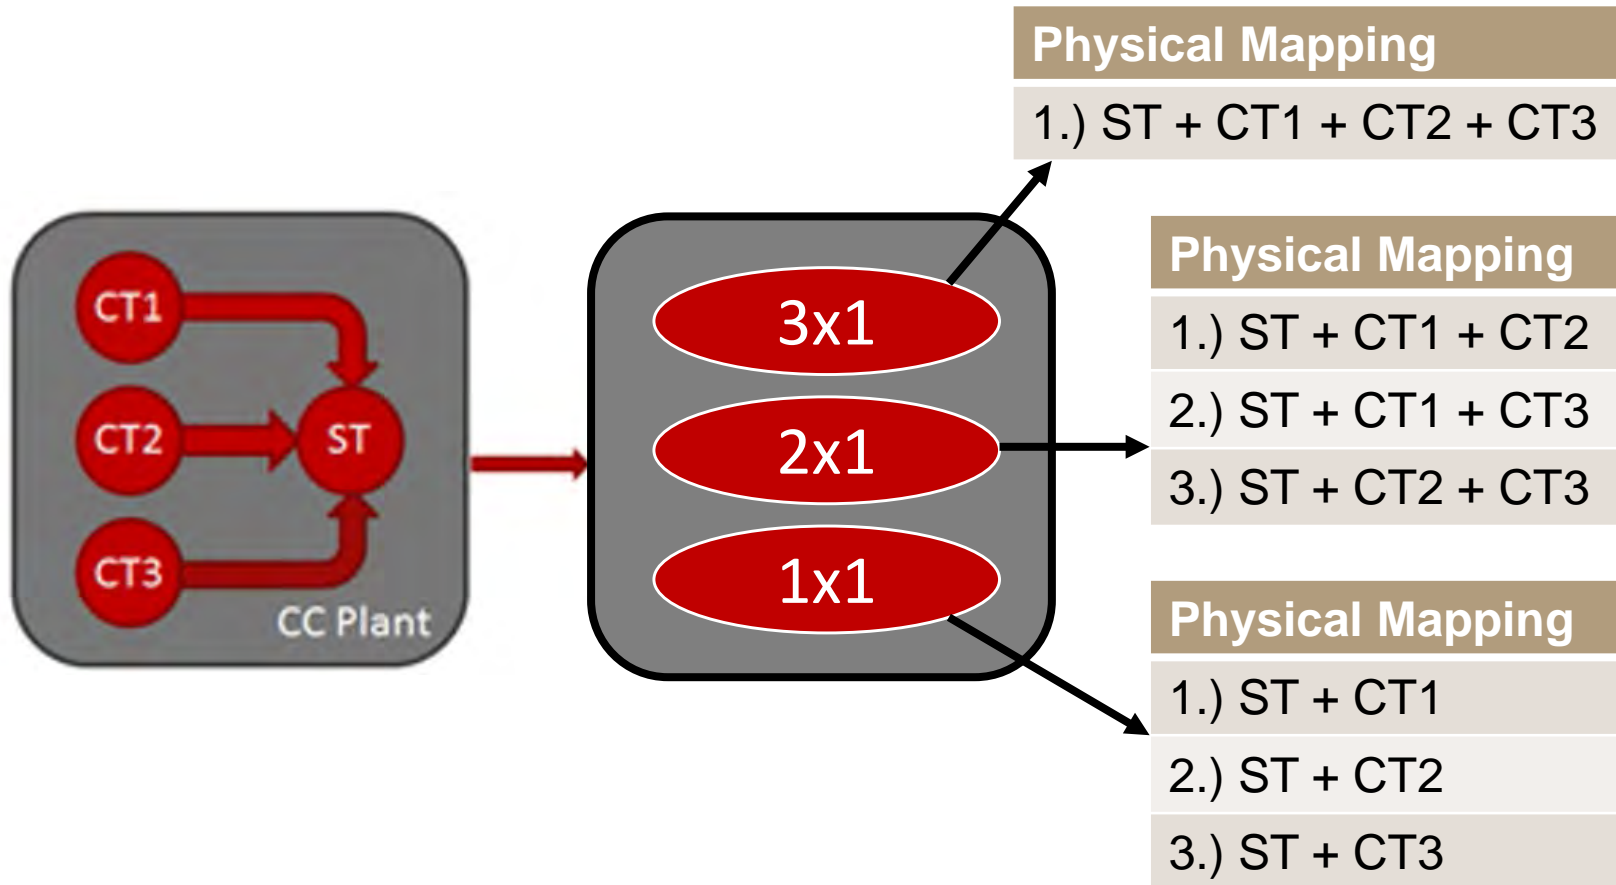 CT1
CT2
ST
CT3
CC Plant
3x1
2x1
1x1
Physical Mapping
1.) ST + CT1 + CT2 + CT3
Physical Mapping
1.) ST + CT1 + CT2
2.) ST + CT1 + CT3
3.) ST + CT2 + CT3
Physical Mapping
1.) ST + CT1
2.) ST + CT2
3.) ST + CT3